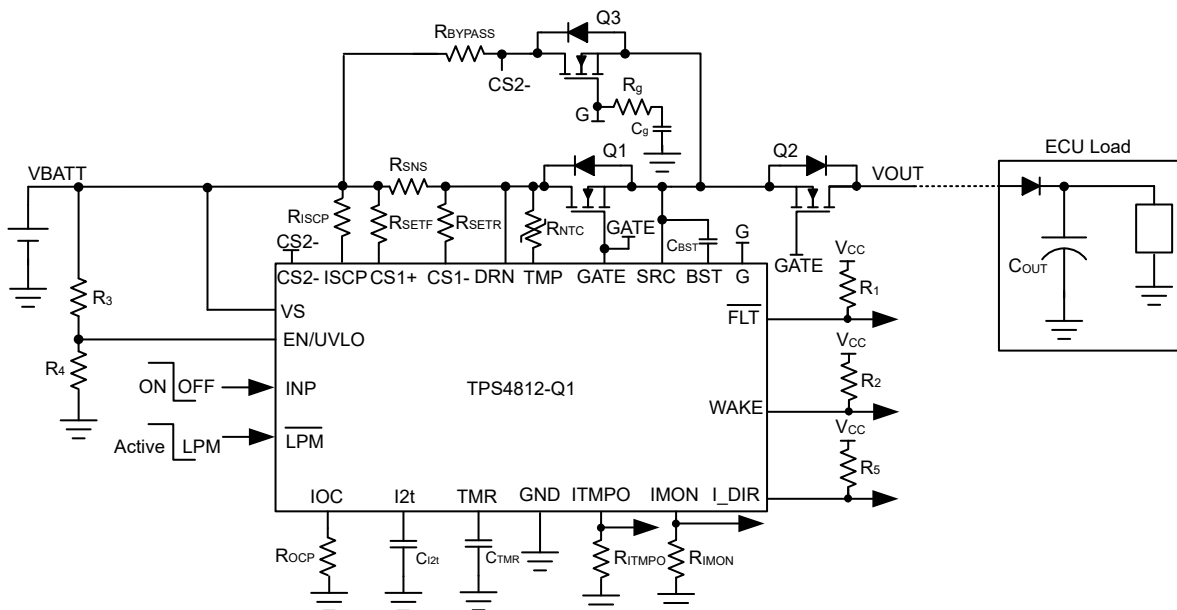 Q3
RBYPASS
CS2-
Rg
G
Cg
VBATT
RSNS
Q1
Q2
VOUT
ECU Load
RISCP
RSETF
RSETR
RNTC
GATE
CBST
G
GATE
VCC
COUT
CS2-
CS2- ISCP CS1+ CS1- DRN TMP GATE SRC BST G
R1
R3
VS
FLT
EN/UVLO
VCC
R4
R2
ON OFF
INP
TPS4812-Q1
WAKE
VCC
Active LPM
LPM
R5
IOC I2t TMR GND ITMPO IMON I_DIR
ROCP
CI2t
CTMR
RITMPO
RIMON